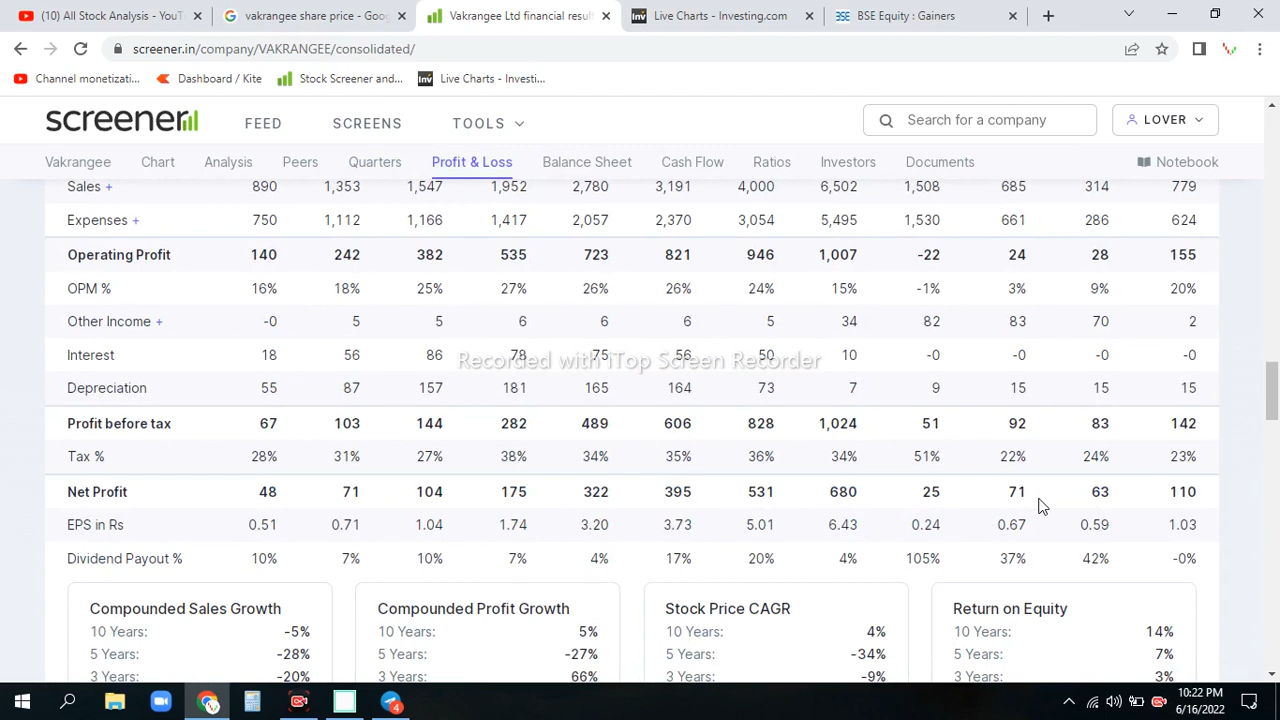 (10) All Stock Analysis - YouT
vakrangee share price - Goog
Vakrangee Ltd financial resul
Live Charts - Investing.com
BSE Equity : Gainers
screener.in/company/VAKRANGEE/consolidated/
Channel monetizati...
Dashboard / Kite
Stock Screener and...
Live Charts - Investi...
screener
FEED
SCREENS
TOOLS
Search for a company
LOVER
Vakrangee Chart Analysis Peers Quarters Profit & Loss Balance Sheet Cash Flow Ratios Investors Documents Notebook
Sales + 890 1,353 1,547 1,952 2,780 3,191 4,000 6,502 1,508 685 314 779
Expenses + 750 1,112 1,166 1,417 2,057 2,370 3,054 5,495 1,530 661 286 624
Operating Profit 140 242 382 535 723 821 946 1,007 -22 24 28 155
OPM % 16% 18% 25% 27% 26% 26% 24% 15% -1% 3% 9% 20%
Other Income + -0 5 5 6 6 6 5 34 82 83 70 2
Interest 18 56 86 78 75 56 50 10 -0 -0 -0 -0
Recorded with iTop Screen Recorder
Depreciation 55 87 157 181 165 164 73 7 9 15 15 15
Profit before tax 67 103 144 282 489 606 828 1,024 51 92 83 142
Tax % 28% 31% 27% 38% 34% 35% 36% 34% 51% 22% 24% 23%
Net Profit 48 71 104 175 322 395 531 680 25 71 63 110
EPS in Rs 0.51 0.71 1.04 1.74 3.20 3.73 5.01 6.43 0.24 0.67 0.59 1.03
Dividend Payout % 10% 7% 10% 7% 4% 17% 20% 4% 105% 37% 42% -0%
Compounded Sales Growth
10 Years: -5%
5 Years: -28%
3 Years: -20%
Compounded Profit Growth
10 Years: 5%
5 Years: -27%
3 Years: 66%
Stock Price CAGR
10 Years: 4%
5 Years: -34%
3 Years: -9%
Return on Equity
10 Years: 14%
5 Years: 7%
3 Years: 3%
4
10:22 PM
6/16/2022